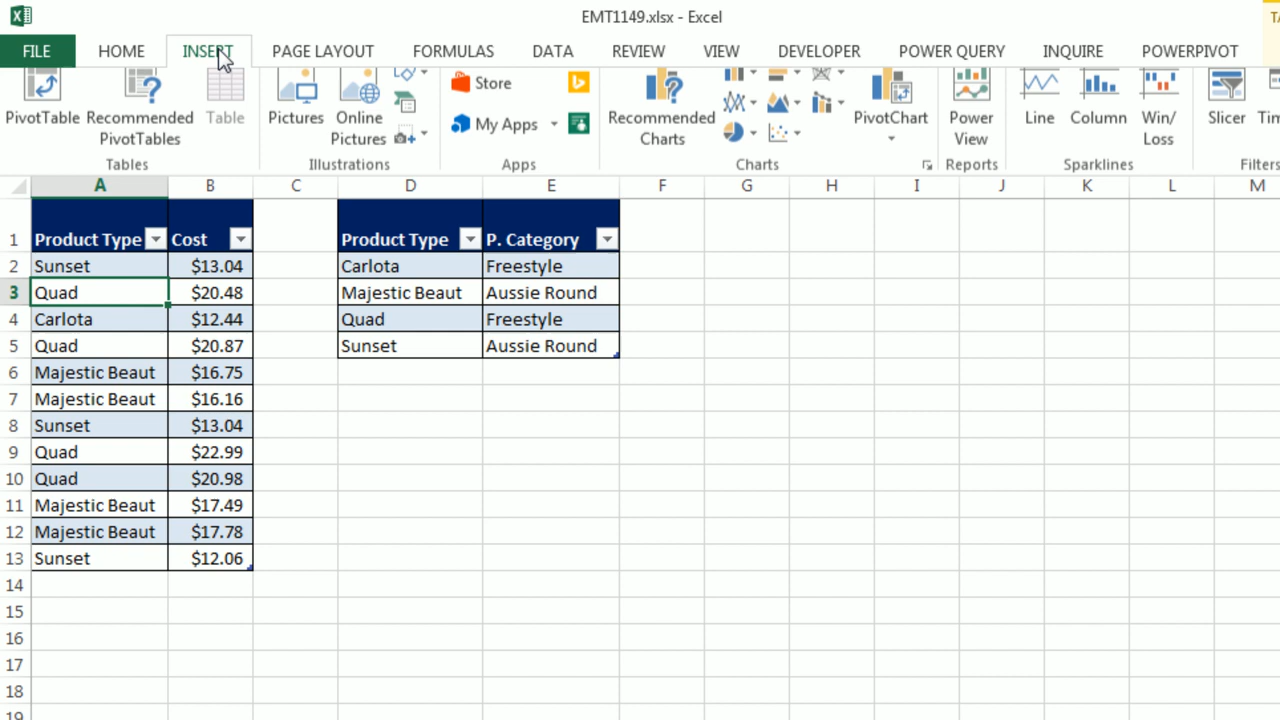 EMT1149.xlsx - Excel
FILE HOME INSERT PAGE LAYOUT FORMULAS DATA REVIEW VIEW DEVELOPER POWER QUERY INQUIRE POWERPIVOT
PivotTable
Recommended
PivotTables
Table
Tables
Pictures
Online
Pictures
Illustrations
Store
My Apps
Apps
Recommended
Charts
PivotChart
Charts
Power
View
Reports
Line
Column
Win/
Loss
Sparklines
Slicer
Filters
A B C D E F G H I J K L M
1 Product Type Cost Product Type P. Category
2 Sunset $13.04 Carlota Freestyle
3 Quad $20.48 Majestic Beaut Aussie Round
4 Carlota $12.44 Quad Freestyle
5 Quad $20.87 Sunset Aussie Round
6 Majestic Beaut $16.75
7 Majestic Beaut $16.16
8 Sunset $13.04
9 Quad $22.99
10 Quad $20.98
11 Majestic Beaut $17.49
12 Majestic Beaut $17.78
13 Sunset $12.06
14
15
16
17
18
19